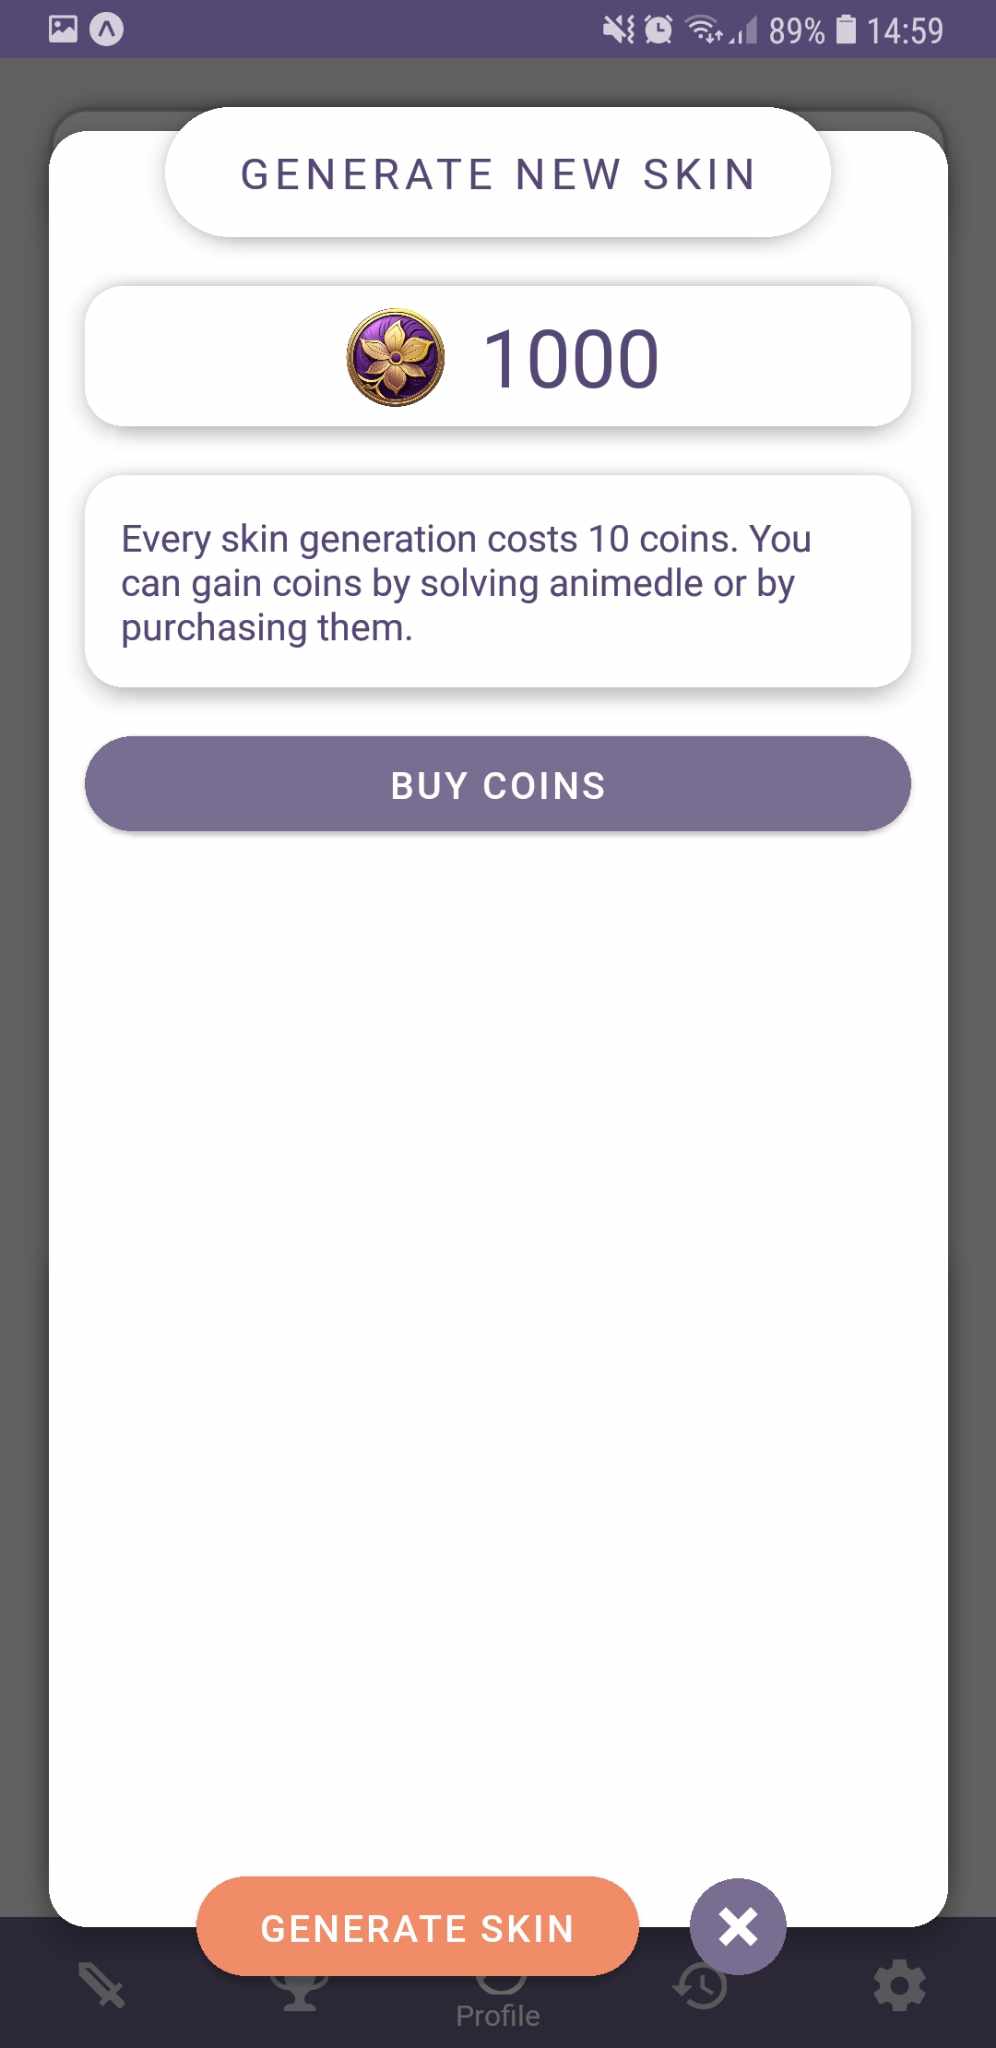 89% 14:59
GENERATE NEW SKIN
1000
Every skin generation costs 10 coins. You
can gain coins by solving animedle or by
purchasing them.
BUY COINS
GENERATE SKIN
Profile